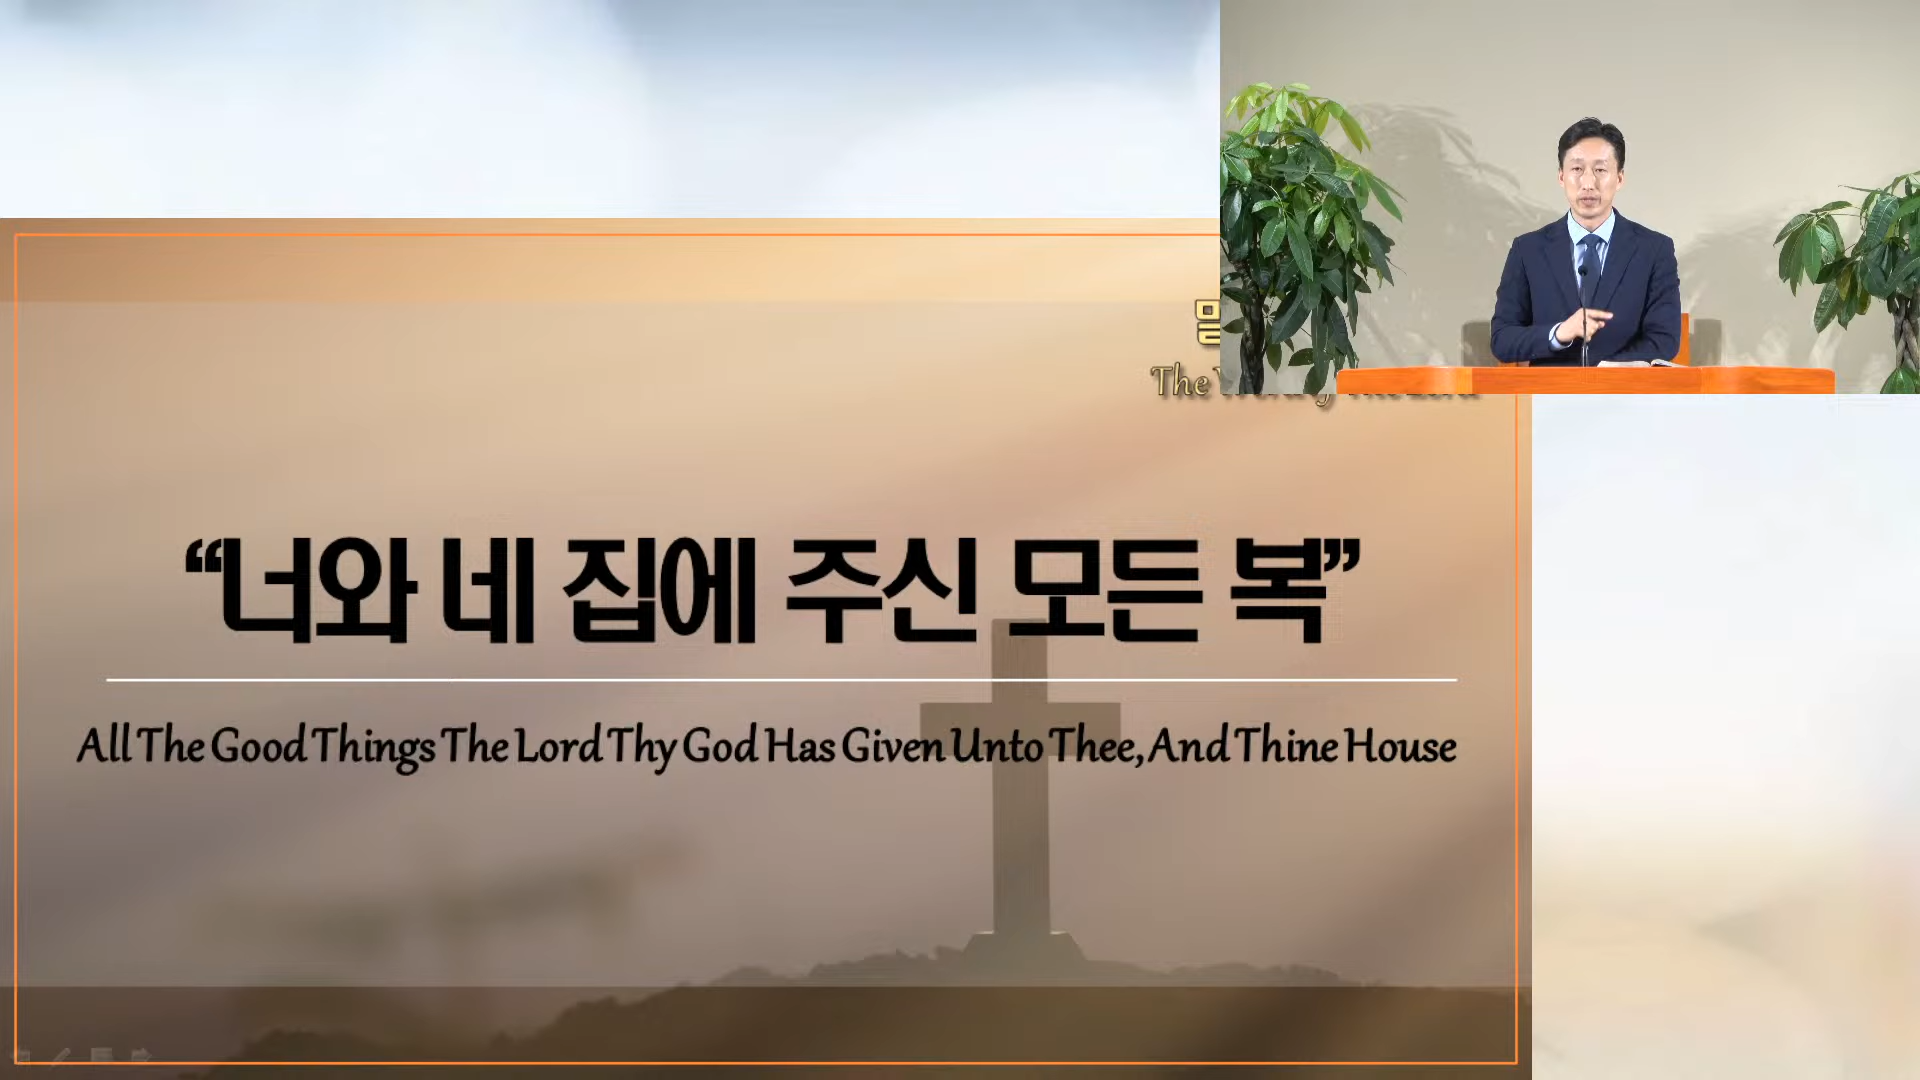 The
“너와 네 집에 주신 모든 복”
All The Good Things The Lord Thy God Has Given Unto Thee, And Thine House